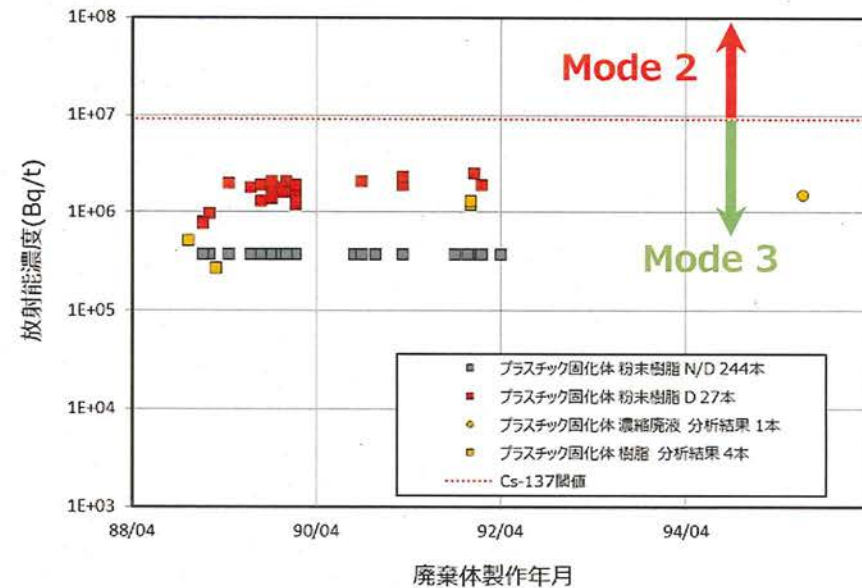 1E+08
1E+07
1E+06
1E+05
1E+04
1E+03
放射能濃度(Bq/t)
Mode 2
Mode 3
プラスチック固化体 粉末樹脂 N/D 244本
プラスチック固化体 粉末樹脂 D 27本
プラスチック固化体 濃縮廃液 分析結果 1本
プラスチック固化体 樹脂 分析結果 4本
Cs-137閾値
88/04
90/04
92/04
94/04
廃棄体製作年月